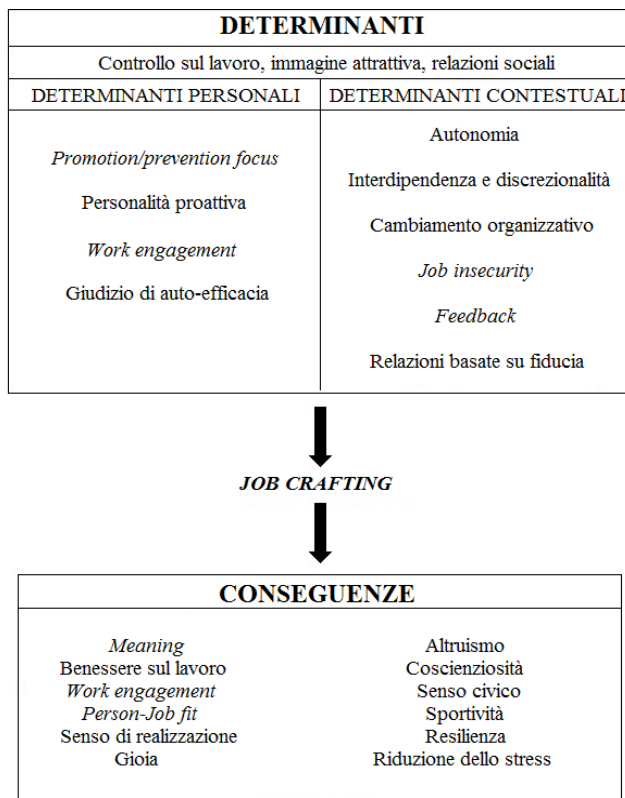 DETERMINANTI
Controllo sul lavoro, immagine attrattiva, relazioni sociali
DETERMINANTI PERSONALI
Promotion/prevention focus
Personalità proattiva
Work engagement
Giudizio di auto-efficacia
DETERMINANTI CONTESTUALI
Autonomia
Interdipendenza e discrezionalità
Cambiamento organizzativo
Job insecurity
Feedback
Relazioni basate su fiducia
JOB CRAFTING
CONSEGUENZE
Meaning
Benessere sul lavoro
Work engagement
Person-Job fit
Senso di realizzazione
Gioia
Altruismo
Coscienziosità
Senso civico
Sportività
Resilienza
Riduzione dello stress